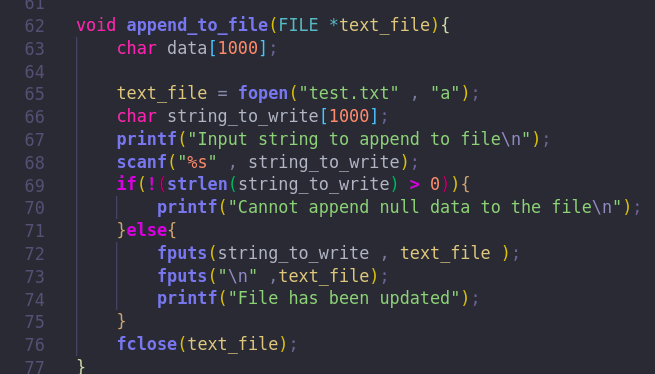 61
62 void append_to_file(FILE *text_file){
63 char data[1000];
64
65 text_file = fopen("test.txt" , "a");
66 char string_to_write[1000];
67 printf("Input string to append to file\n");
68 scanf("%s" , string_to_write);
69 if(!(strlen(string_to_write) > 0)){
70 printf("Cannot append null data to the file\n");
71 }else{
72 fputs(string_to_write , text_file );
73 fputs("\n" ,text_file);
74 printf("File has been updated");
75 }
76 fclose(text_file);
77 }